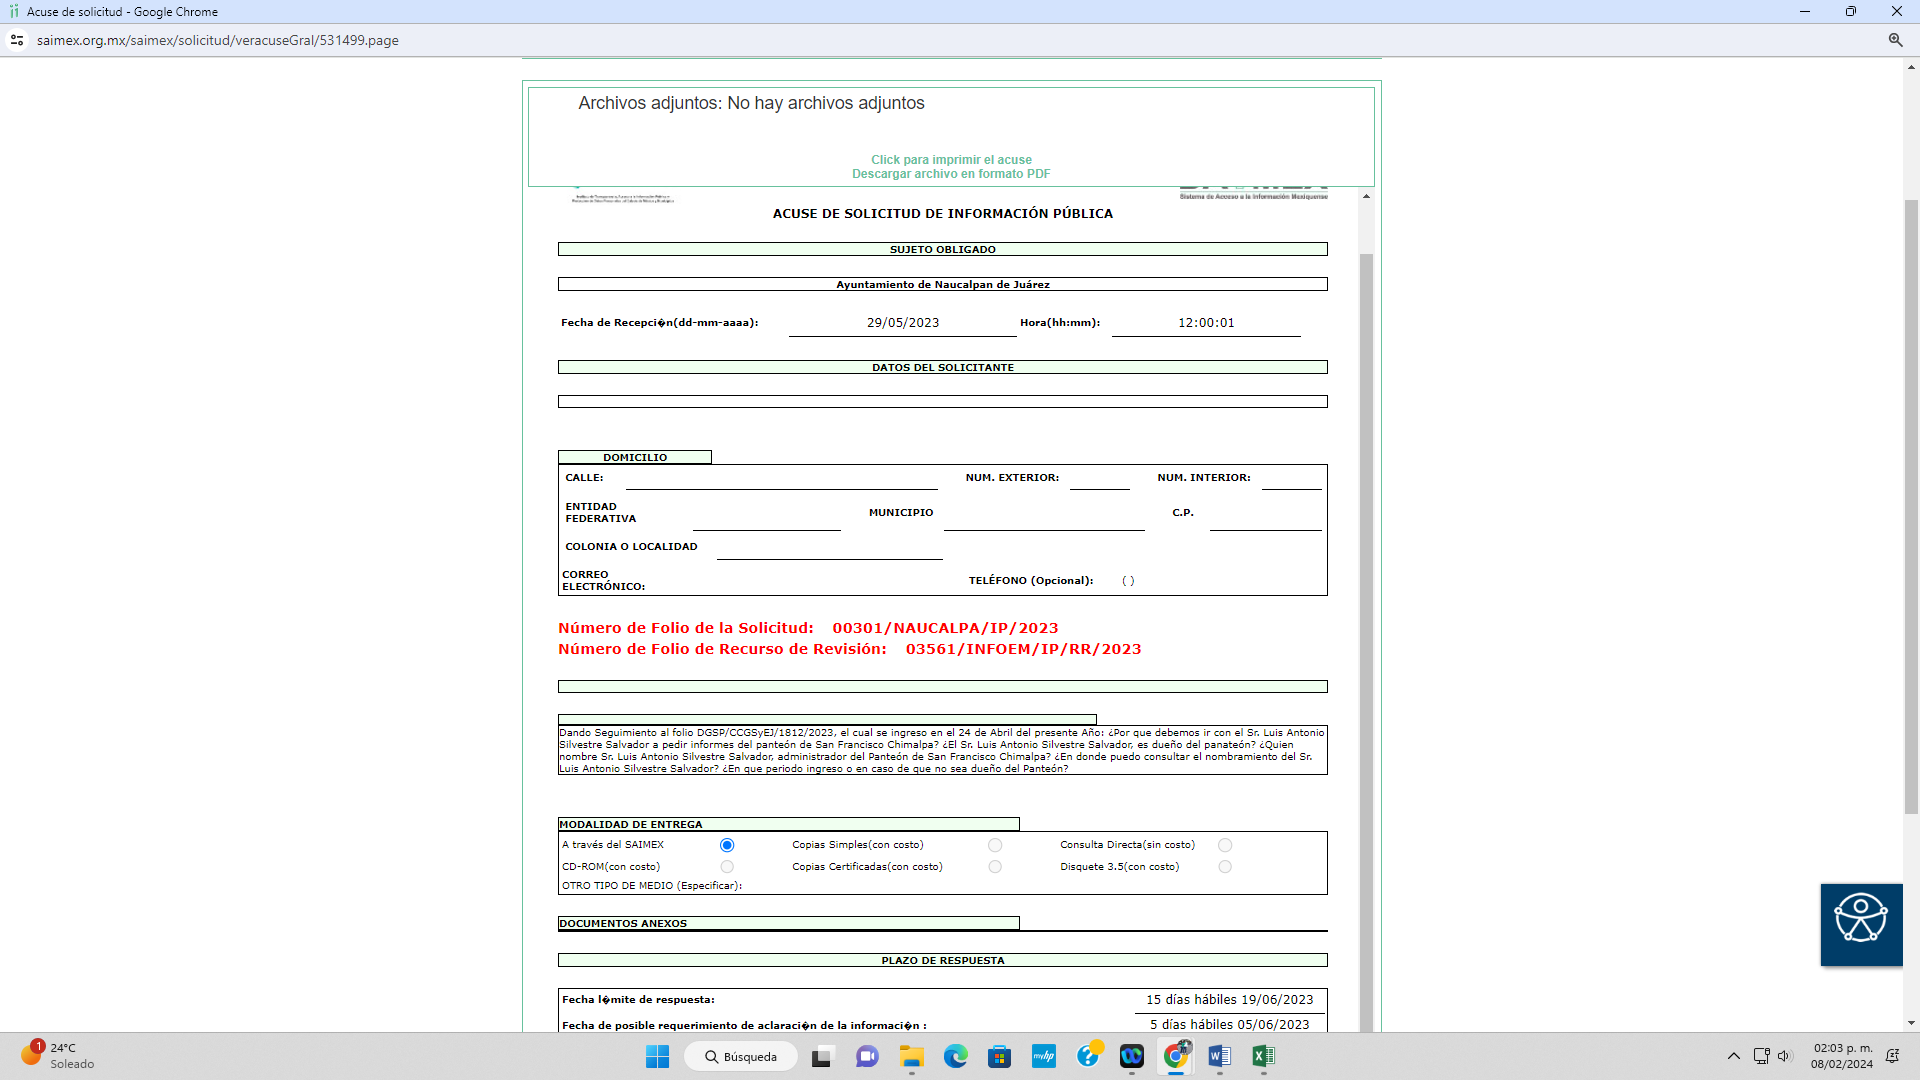 Acuse de solicitud - Google Chrome
saimex.org.mx/saimex/solicitud/veracuseGral/531499.page
Archivos adjuntos: No hay archivos adjuntos
Click para imprimir el acuse
Descargar archivo en formato PDF
Sistema de Acceso a la Información Mexiquense
ACUSE DE SOLICITUD DE INFORMACIÓN PÚBLICA
SUJETO OBLIGADO
Ayuntamiento de Naucalpan de Juárez
Fecha de Recepci�n(dd-mm-aaaa): 29/05/2023 Hora(hh:mm): 12:00:01
DATOS DEL SOLICITANTE
DOMICILIO
CALLE: NUM. EXTERIOR: NUM. INTERIOR:
ENTIDAD
FEDERATIVA MUNICIPIO C.P.
COLONIA O LOCALIDAD
CORREO
ELECTRÓNICO: TELÉFONO (Opcional): ( )
Número de Folio de la Solicitud: 00301/NAUCALPA/IP/2023
Número de Folio de Recurso de Revisión: 03561/INFOEM/IP/RR/2023
Dando Seguimiento al folio DGSP/CCGSyEJ/1812/2023, el cual se ingreso en el 24 de Abril del presente Año: ¿Por que debemos ir con el Sr. Luis Antonio
Silvestre Salvador a pedir informes del panteón de San Francisco Chimalpa? ¿El Sr. Luis Antonio Silvestre Salvador, es dueño del panateón? ¿Quien
nombre Sr. Luis Antonio Silvestre Salvador, administrador del Panteón de San Francisco Chimalpa? ¿En donde puedo consultar el nombramiento del Sr.
Luis Antonio Silvestre Salvador? ¿En que periodo ingreso o en caso de que no sea dueño del Panteón?
MODALIDAD DE ENTREGA
A través del SAIMEX Copias Simples(con costo) Consulta Directa(sin costo)
CD-ROM(con costo) Copias Certificadas(con costo) Disquete 3.5(con costo)
OTRO TIPO DE MEDIO (Especificar):
DOCUMENTOS ANEXOS
PLAZO DE RESPUESTA
Fecha l�mite de respuesta: 15 días hábiles 19/06/2023
Fecha de posible requerimiento de aclaraci�n de la informaci�n : 5 días hábiles 05/06/2023
1
24°C
Soleado
Búsqueda
myhp
02:03 p. m.
08/02/2024